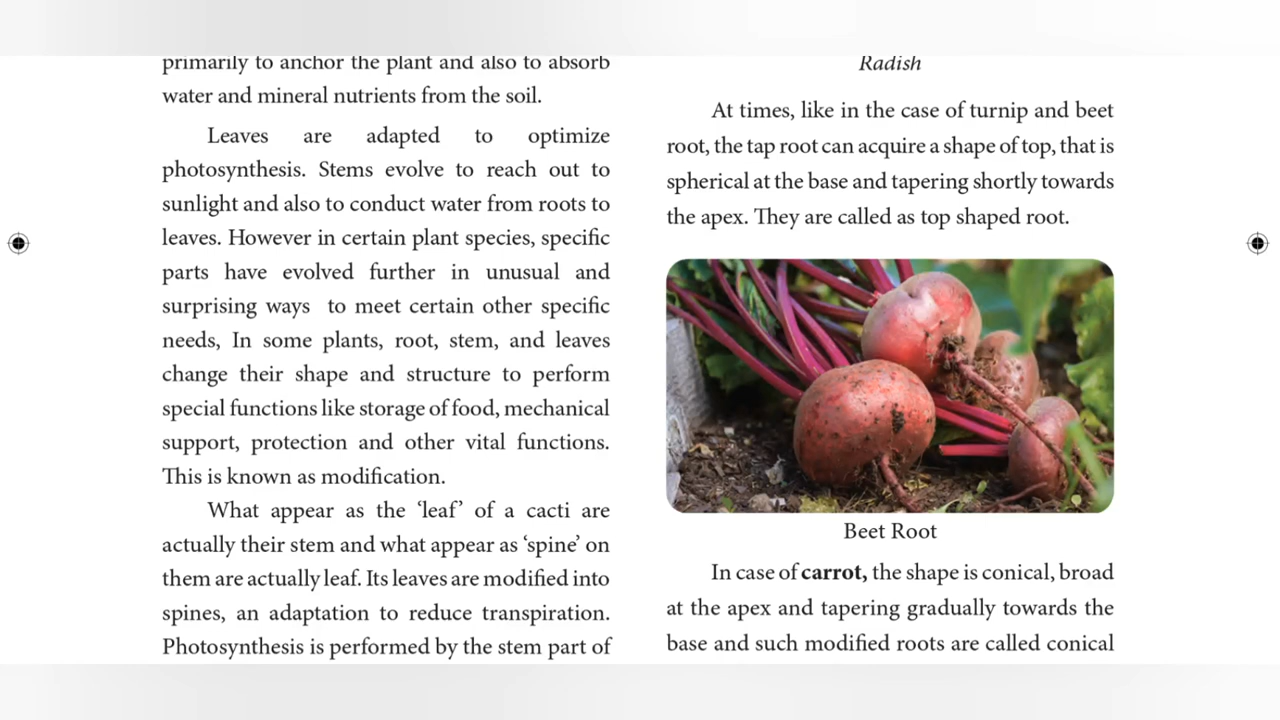 primarily to anchor the plant and also to absorb
water and mineral nutrients from the soil.
Leaves are adapted to optimize
photosynthesis. Stems evolve to reach out to
sunlight and also to conduct water from roots to
leaves. However in certain plant species, specific
parts have evolved further in unusual and
surprising ways to meet certain other specific
needs, In some plants, root, stem, and leaves
change their shape and structure to perform
special functions like storage of food, mechanical
support, protection and other vital functions.
This is known as modification.
What appear as the ‘leaf’ of a cacti are
actually their stem and what appear as ‘spine’ on
them are actually leaf. Its leaves are modified into
spines, an adaptation to reduce transpiration.
Photosynthesis is performed by the stem part of
Radish
At times, like in the case of turnip and beet
root, the tap root can acquire a shape of top, that is
spherical at the base and tapering shortly towards
the apex. They are called as top shaped root.
Beet Root
In case of carrot, the shape is conical, broad
at the apex and tapering gradually towards the
base and such modified roots are called conical